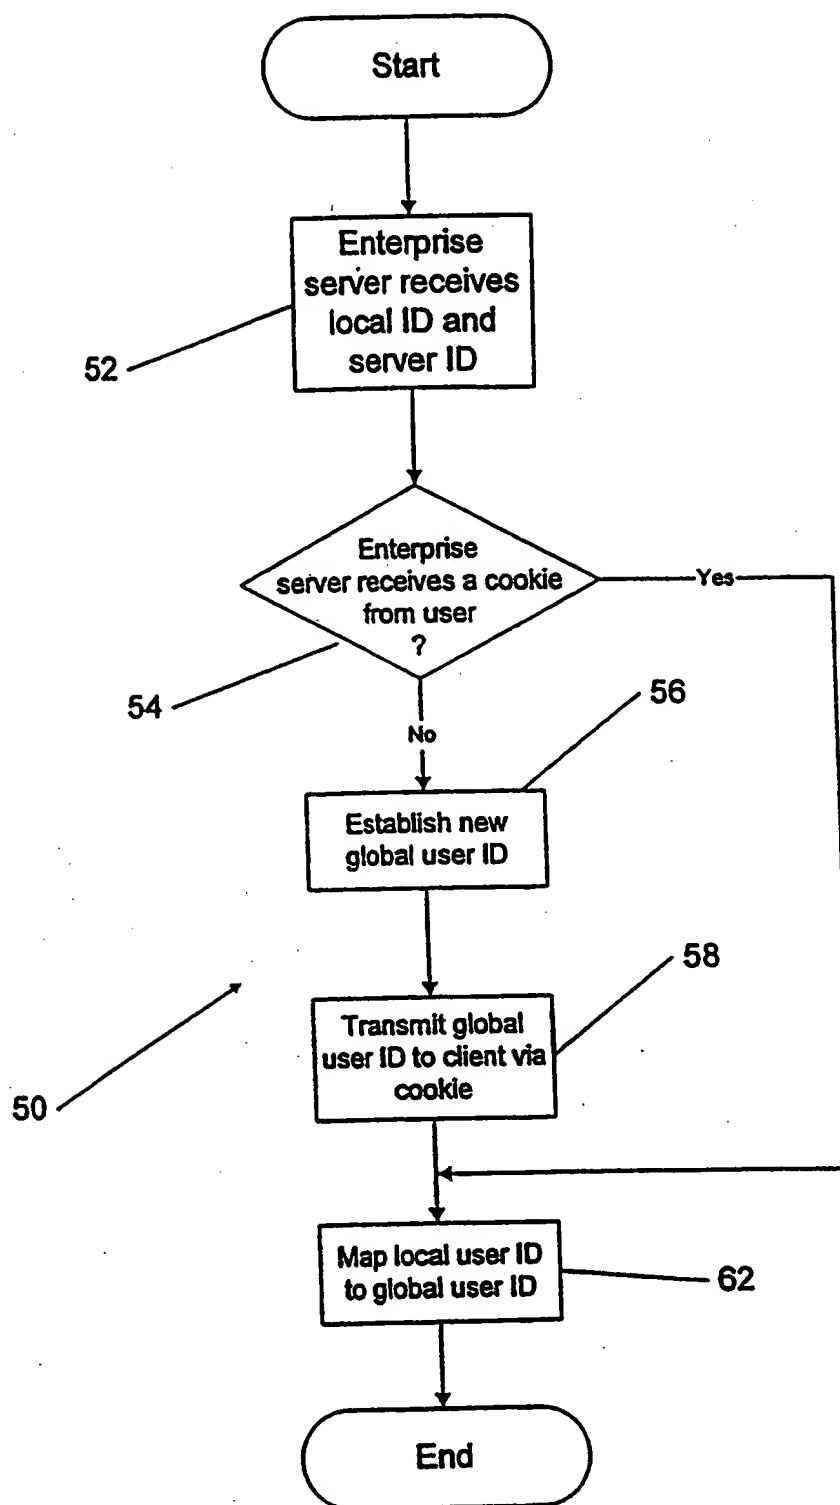 Start
Enterprise
server receives
local ID and
server ID
52
Enterprise
server receives a cookie
from user
?
Yes
54
No
56
Establish new
global user ID
58
Transmit global
user ID to client via
cookie
50
Map local user ID
to global user ID
62
End